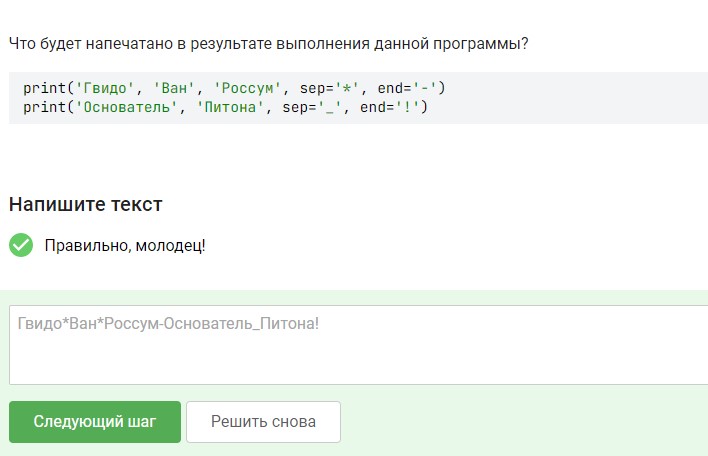 Что будет напечатано в результате выполнения данной программы?
print('Гвидо', 'Ван', 'Россум', sep='*', end='-')
print('Основатель', 'Питона', sep='_', end='!')
Напишите текст
Правильно, молодец!
Гвидо*Ван*Россум-Основатель_Питона!
Следующий шаг Решить снова